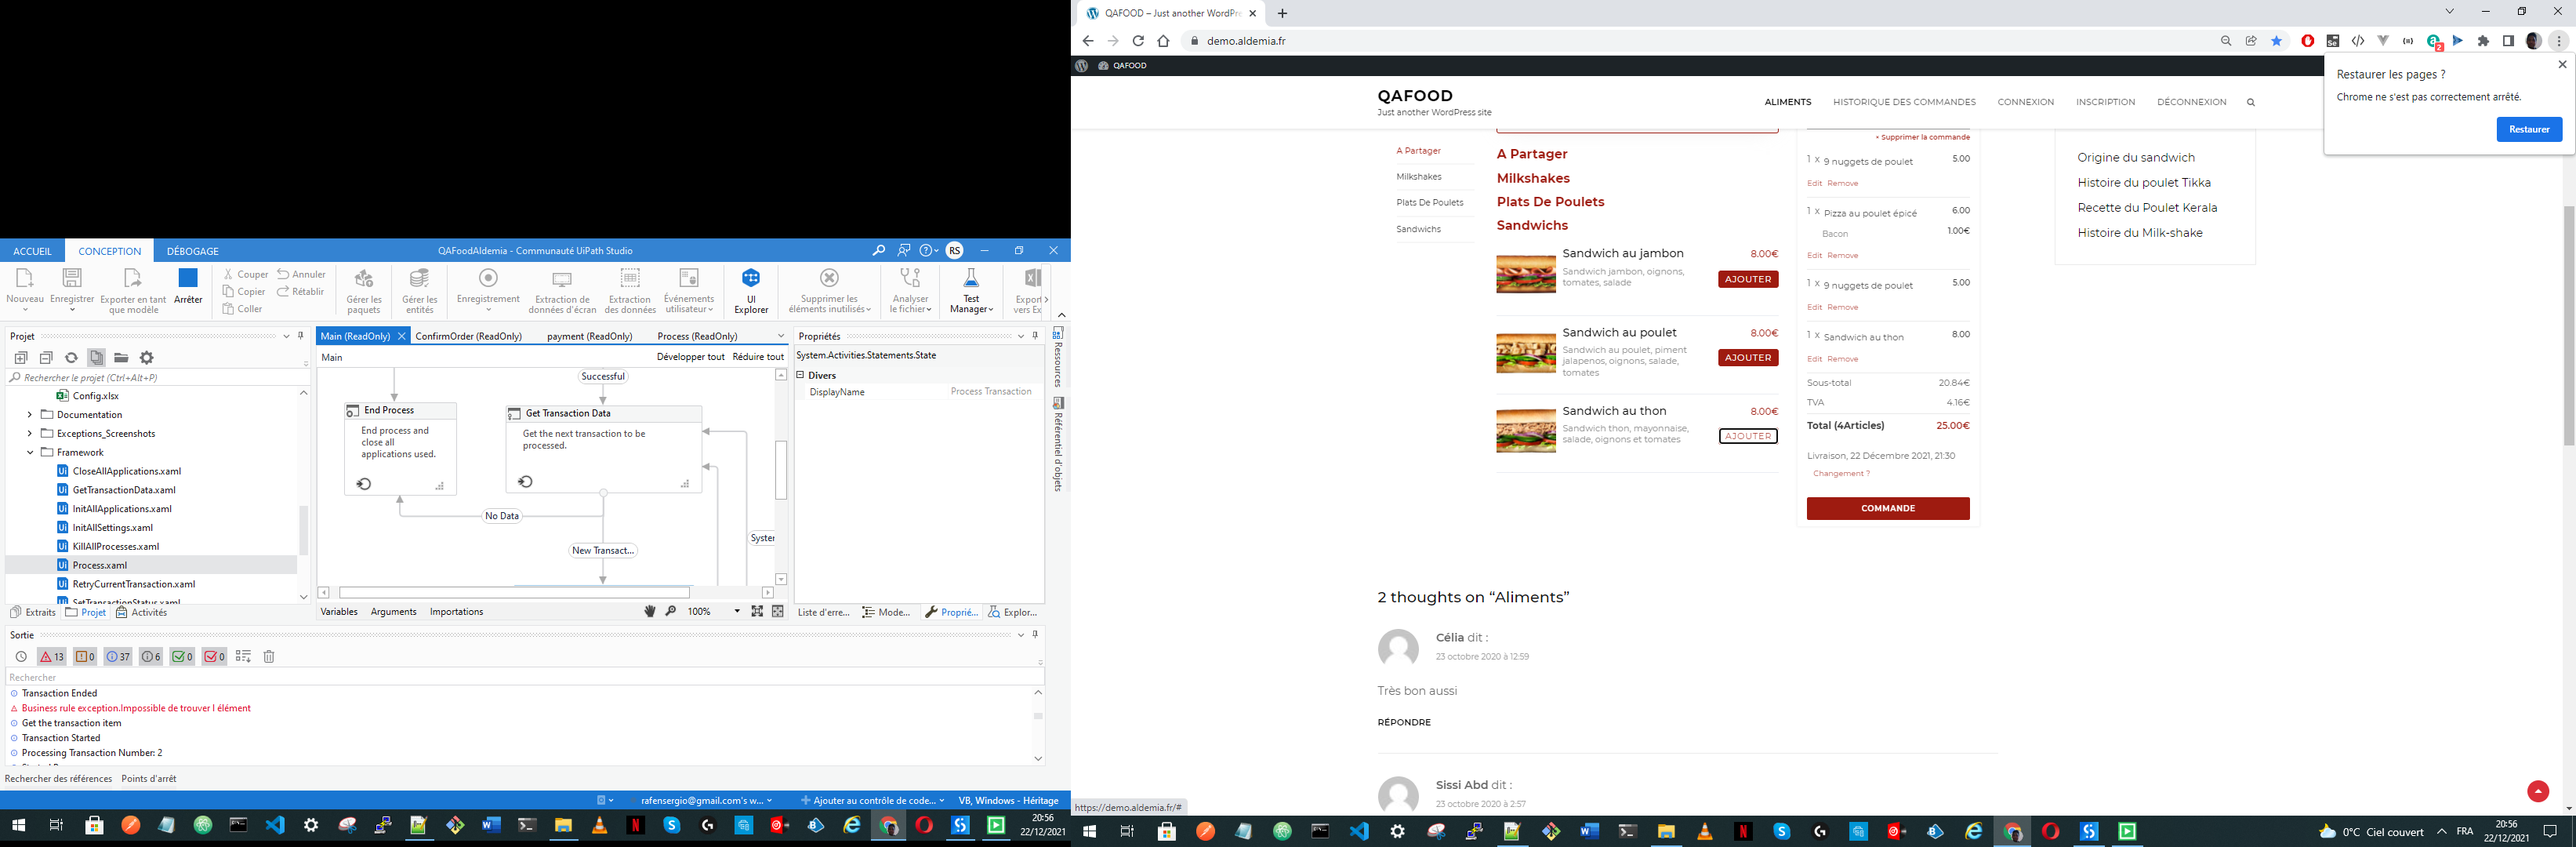 ACCUEIL CONCEPTION DÉBOGAGE QAFoodAldemia - Communauté UiPath Studio RS
Nouveau Enregistrer Exporter en tant que modèle Arrêter
Couper Annuler
Copier Rétablir
Coller
Gérer les paquets
Gérer les entités
Enregistrement
Extraction de données d'écran
Extraction des données
Événements utilisateur
UI Explorer
Supprimer les éléments inutilisés
Analyser le fichier
Test Manager
Export vers Ex
Projet
Rechercher le projet (Ctrl+Alt+P)
Config.xlsx
Documentation
Exceptions_Screenshots
Framework
CloseAllApplications.xaml
GetTransactionData.xaml
InitAllApplications.xaml
InitAllSettings.xaml
KillAllProcesses.xaml
Process.xaml
RetryCurrentTransaction.xaml
SetTransactionStatus.xaml
Extraits Projet Activités
Main (ReadOnly) ConfirmOrder (ReadOnly) payment (ReadOnly) Process (ReadOnly)
Main Développer tout Réduire tout
Successful
End Process
End process and
close all
applications used.
Get Transaction Data
Get the next transaction to be
processed.
No Data
New Transact...
Syster
Variables Arguments Importations 100%
Propriétés
System.Activities.Statements.State
Divers
DisplayName Process Transaction
Liste d'erre... Mode... Proprié... Explor...
Ressources
Référentiel d'objets
Sortie
13 0 37 6 0 0
Rechercher
Transaction Ended
Business rule exception.Impossible de trouver l élément
Get the transaction item
Transaction Started
Processing Transaction Number: 2
Rechercher des références Points d'arrêt
rafensergio@gmail.com's w... Ajouter au contrôle de code... VB, Windows - Héritage
20:56
22/12/2021
QAFOOD – Just another WordPre
demo.aldemia.fr
QAFOOD
Restaurer les pages ?
Chrome ne s'est pas correctement arrêté.
Restaurer
QAFOOD
Just another WordPress site
ALIMENTS HISTORIQUE DES COMMANDES CONNEXION INSCRIPTION DÉCONNEXION
A Partager
Milkshakes
Plats De Poulets
Sandwichs
A Partager
Milkshakes
Plats De Poulets
Sandwichs
Sandwich au jambon 8.00€
Sandwich jambon, oignons,
tomates, salade
AJOUTER
Sandwich au poulet 8.00€
Sandwich au poulet, piment
jalapenos, oignons, salade,
tomates
AJOUTER
Sandwich au thon 8.00€
Sandwich thon, mayonnaise,
salade, oignons et tomates
AJOUTER
× Supprimer la commande
1 x 9 nuggets de poulet 5.00
Edit Remove
1 x Pizza au poulet épicé 6.00
Bacon 1.00€
Edit Remove
1 x 9 nuggets de poulet 5.00
Edit Remove
1 x Sandwich au thon 8.00
Edit Remove
Sous-total 20.84€
TVA 4.16€
Total (4Articles) 25.00€
Livraison, 22 Décembre 2021, 21:30
Changement ?
COMMANDE
Origine du sandwich
Histoire du poulet Tikka
Recette du Poulet Kerala
Histoire du Milk-shake
2 thoughts on “Aliments”
Célia dit :
23 octobre 2020 à 12:59
Très bon aussi
RÉPONDRE
Sissi Abd dit :
23 octobre 2020 à 2:57
https://demo.aldemia.fr/#
0°C Ciel couvert FRA
20:56
22/12/2021